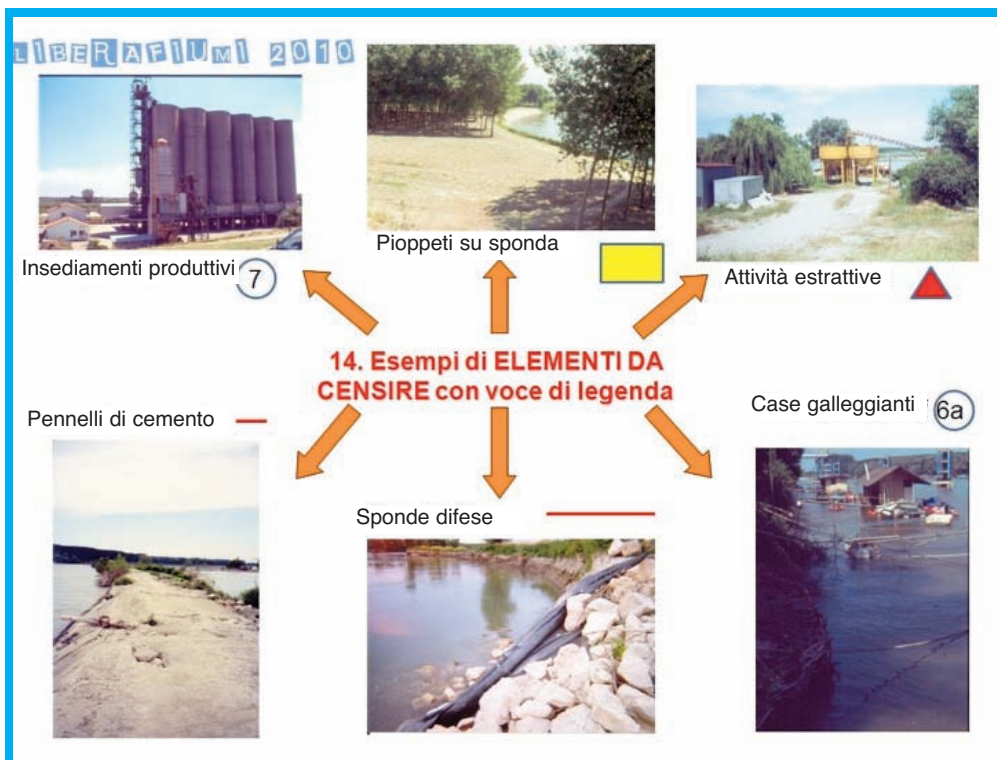 LIBERAFIUMI 2010
Pioppeti su sponda
Insediamenti produttivi 7
Attività estrattive
14. Esempi di ELEMENTI DA
CENSIRE con voce di legenda
Pennelli di cemento
Case galleggianti 6a
Sponde difese